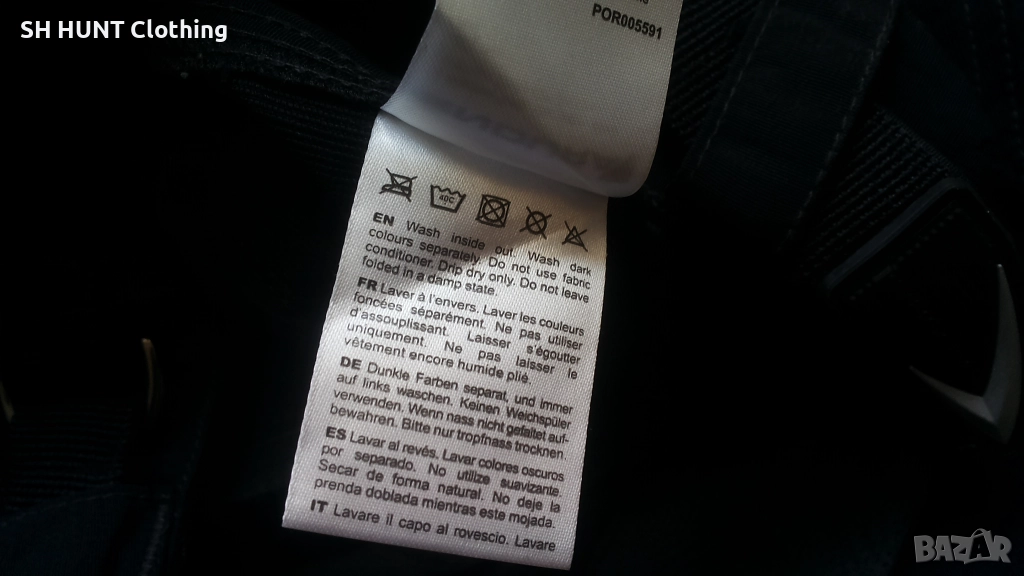 SH HUNT Clothing
POR005591
40C
EN Wash inside out. Wash dark
colours separately. Do not use fabric
conditioner. Drip dry only. Do not leave
folded in a damp state.
FR Laver à l'envers. Laver les couleurs
foncées séparément. Ne pas utiliser
d'assouplissant. Laisser s'égoutter
uniquement. Ne pas laisser le
vêtement encore humide plié.
DE Dunkle Farben separat, und immer
auf links waschen. Keinen Weichspüler
verwenden. Wenn nass nicht gefaltet auf-
bewahren. Bitte nur tropfnass trocknen.
ES Lavar al revés. Lavar colores oscuros
por separado. No utilize suavizante.
Secar de forma natural. No deje la
prenda doblada mientras este mojada.
IT Lavare il capo al rovescio. Lavare
BAZAR